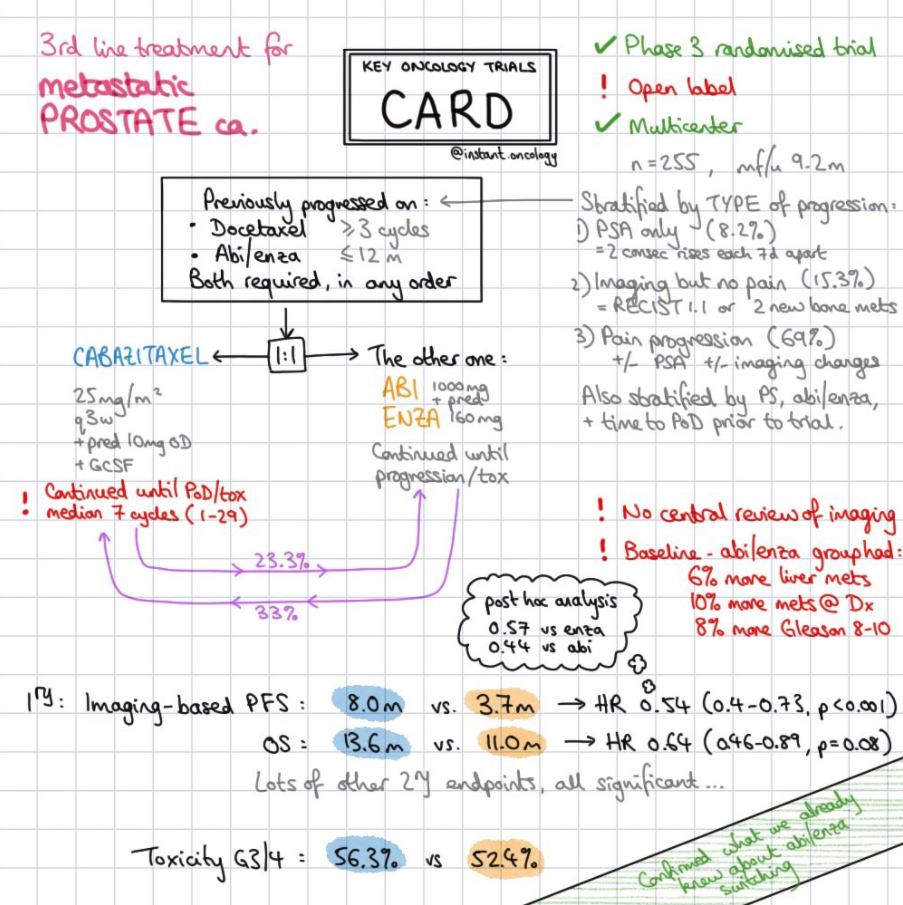 3rd line treatment for
metastatic
PROSTATE ca.
KEY ONCOLOGY TRIALS
CARD
@instant.oncology
✓ Phase 3 randomised trial
! Open label
✓ Multicenter
n=255, mf/u 9.2m
Previously progressed on:
• Docetaxel ≥3 cycles
• Abi/enza ≤12m
Both required, in any order
Stratified by TYPE of progression:
1) PSA only (8.2%)
=2 consec rises each 7d apart
2) Imaging but no pain (15.3%)
= RECIST 1.1 or 2 new bone mets
3) Pain progression (69%)
+/- PSA +/- imaging changes
Also stratified by PS, abi/enza,
+ time to PoD prior to trial.
1:1
CABAZITAXEL
25mg/m²
q3w
+pred 10mg OD
+GCSF
! Continued until PoD/tox
median 7 cycles (1-29)
The other one:
ABI 1000mg
+ pred
ENZA 160mg
Continued until
progression/tox
23.3%
33%
! No central review of imaging
! Baseline - abi/enza group had:
6% more liver mets
10% more mets @ Dx
8% more Gleason 8-10
post hoc analysis
0.57 vs enza
0.44 vs abi
1ry: Imaging-based PFS: 8.0m vs. 3.7m → HR 0.54 (0.4-0.73, p<0.001)
OS: 13.6m vs. 11.0m → HR 0.64 (0.46-0.89, p=0.08)
Lots of other 2ry endpoints, all significant...
Toxicity G3/4: 56.3% vs 52.4%
Confirmed what we already
knew about abi/enza
switching